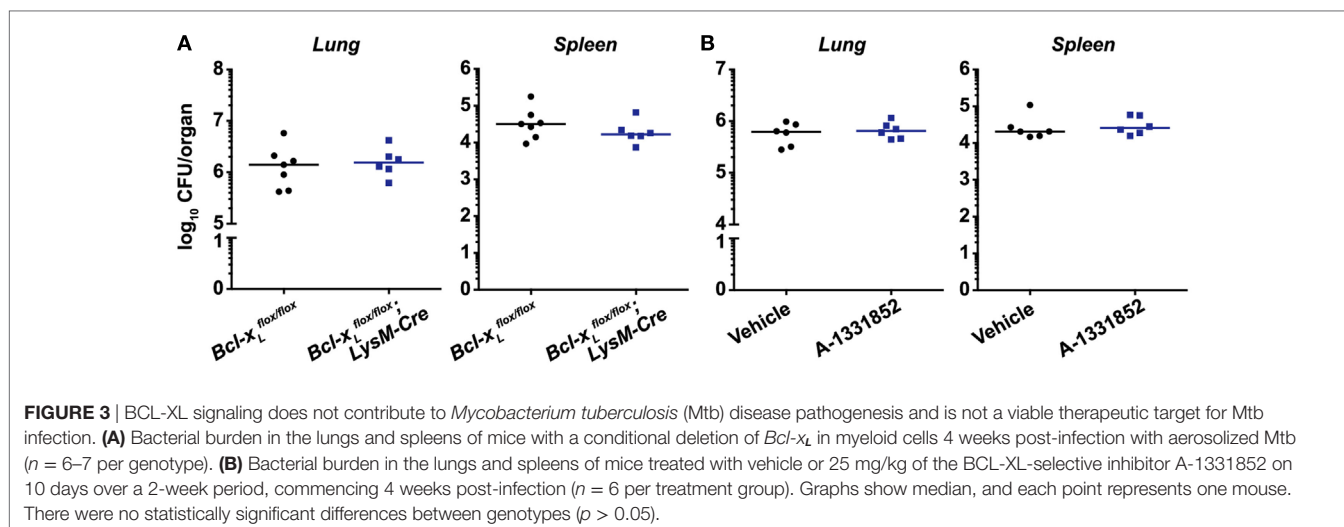 A
Lung
Spleen
B
Lung
Spleen
log10 CFU/organ
8
7
6
5
1
0
6
5
4
3
2
1
0
7
6
5
4
1
0
6
5
4
3
2
1
0
Bcl-xL flox/flox
Bcl-xL flox/flox;
LysM-Cre
Bcl-xL flox/flox
Bcl-xL flox/flox;
LysM-Cre
Vehicle
A-1331852
Vehicle
A-1331852
FIGURE 3 | BCL-XL signaling does not contribute to Mycobacterium tuberculosis (Mtb) disease pathogenesis and is not a viable therapeutic target for Mtb
infection. (A) Bacterial burden in the lungs and spleens of mice with a conditional deletion of Bcl-xL in myeloid cells 4 weeks post-infection with aerosolized Mtb
(n = 6–7 per genotype). (B) Bacterial burden in the lungs and spleens of mice treated with vehicle or 25 mg/kg of the BCL-XL-selective inhibitor A-1331852 on
10 days over a 2-week period, commencing 4 weeks post-infection (n = 6 per treatment group). Graphs show median, and each point represents one mouse.
There were no statistically significant differences between genotypes (p > 0.05).